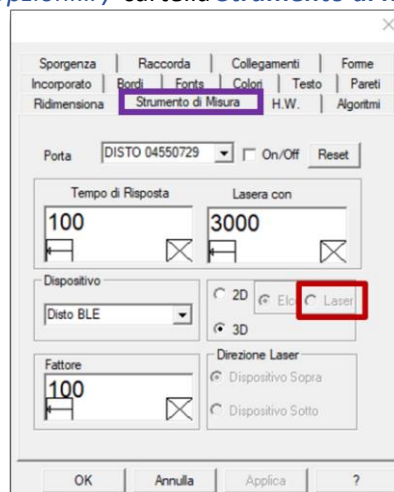 cartella
Sporgenza Raccorda Collegamenti Forme
Incorporato Bordi Fonts Colori Testo Pareti
Ridimensiona Strumento di Misura H.W. Algoritmi
Porta DISTO 04550729 On/Off Reset
Tempo di Risposta Lasera con
100 3000
Dispositivo
2D Laser
Disto BLE
3D
Fattore Direzione Laser
100 Dispositivo Sopra
Dispositivo Sotto
OK Annulla Applica ?